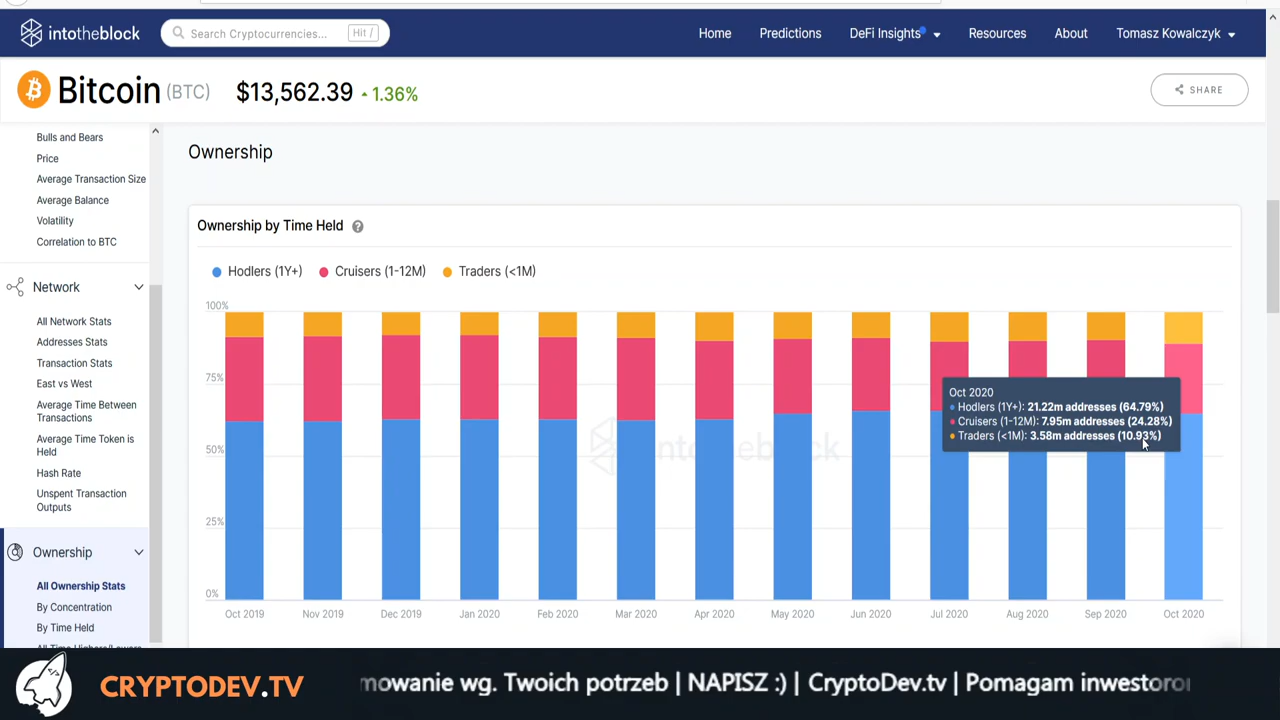 intotheblock
Search Cryptocurrencies... Hit /
Home Predictions DeFi Insights Resources About Tomasz Kowalczyk
Bitcoin (BTC) $13,562.39 1.36%
SHARE
Bulls and Bears
Price
Average Transaction Size
Average Balance
Volatility
Correlation to BTC
Network
All Network Stats
Addresses Stats
Transaction Stats
East vs West
Average Time Between
Transactions
Average Time Token is
Held
Hash Rate
Unspent Transaction
Outputs
Ownership
All Ownership Stats
By Concentration
By Time Held
Ownership
Ownership by Time Held ?
Hodlers (1Y+) Cruisers (1-12M) Traders (<1M)
100%
75%
50%
25%
0%
intotheblock
Oct 2020
Hodlers (1Y+): 21.22m addresses (64.79%)
Cruisers (1-12M): 7.95m addresses (24.28%)
Traders (<1M): 3.58m addresses (10.93%)
Oct 2019 Nov 2019 Dec 2019 Jan 2020 Feb 2020 Mar 2020 Apr 2020 May 2020 Jun 2020 Jul 2020 Aug 2020 Sep 2020 Oct 2020
CRYPTODEV.TV
mowanie wg. Twoich potrzeb | NAPISZ :) | CryptoDev.tv | Pomagam inwestoro